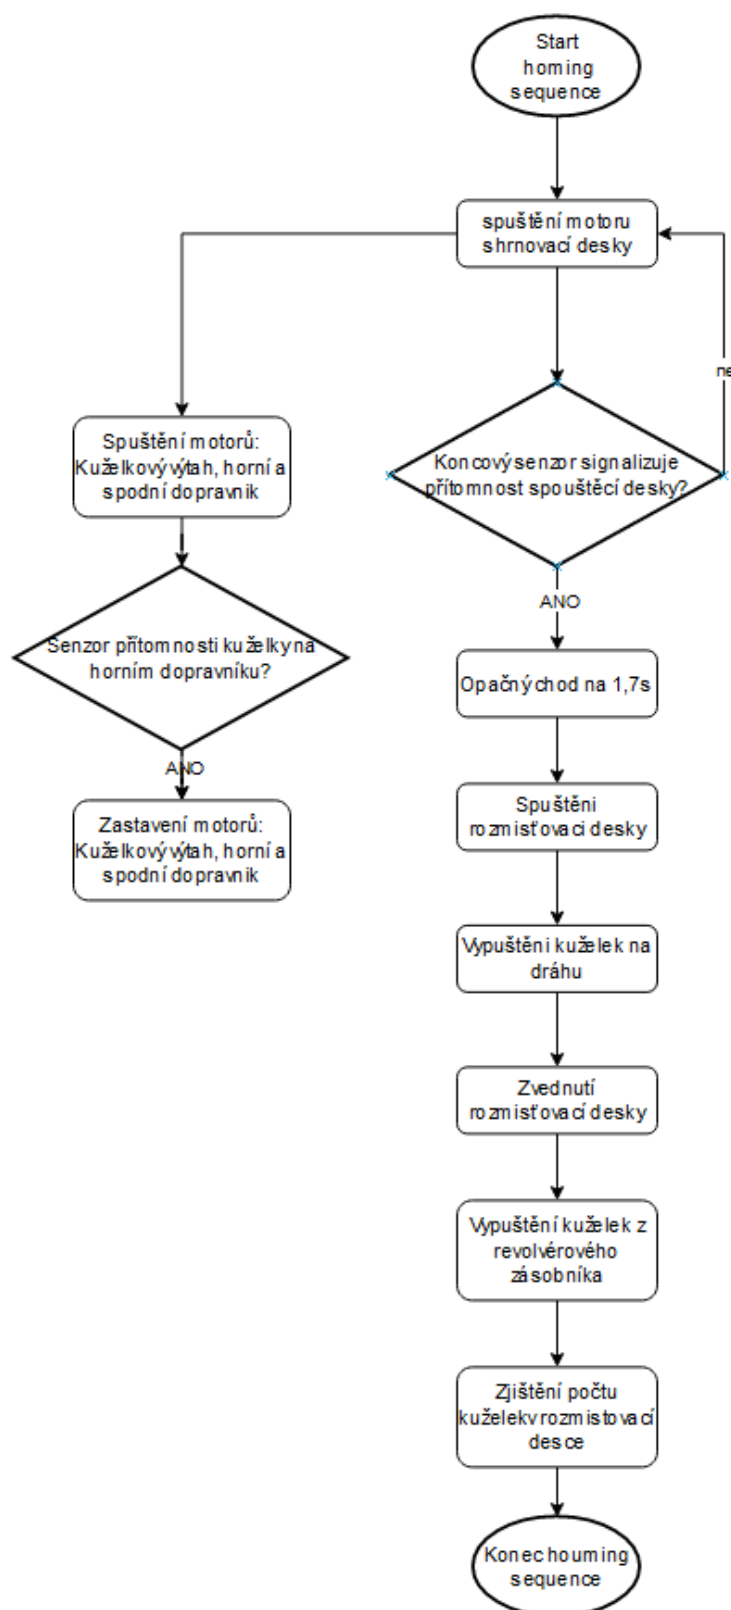 Start
homing
sequence
spuštění motoru
shrnovací desky
ne
Spuštění motorů:
Kuželkový výtah, horní a
spodní dopravnik
Koncový senzor signalizuje
přítomnost spouštěcí desky?
ANO
Senzor přítomnosti kuželky na
horním dopravníku?
ANO
Zastavení motorů:
Kuželkový výtah, horní a
spodní dopravnik
Opačný chod na 1,7s
Spuštěni
rozmisťovaci desky
Vypuštěni kuželek na
dráhu
Zvednutí
rozmisťovací desky
Vypuštění kuželek z
revolvérového
zásobníka
Zjištění počtu
kuželek v rozmistovací
desce
Konec houming
sequence